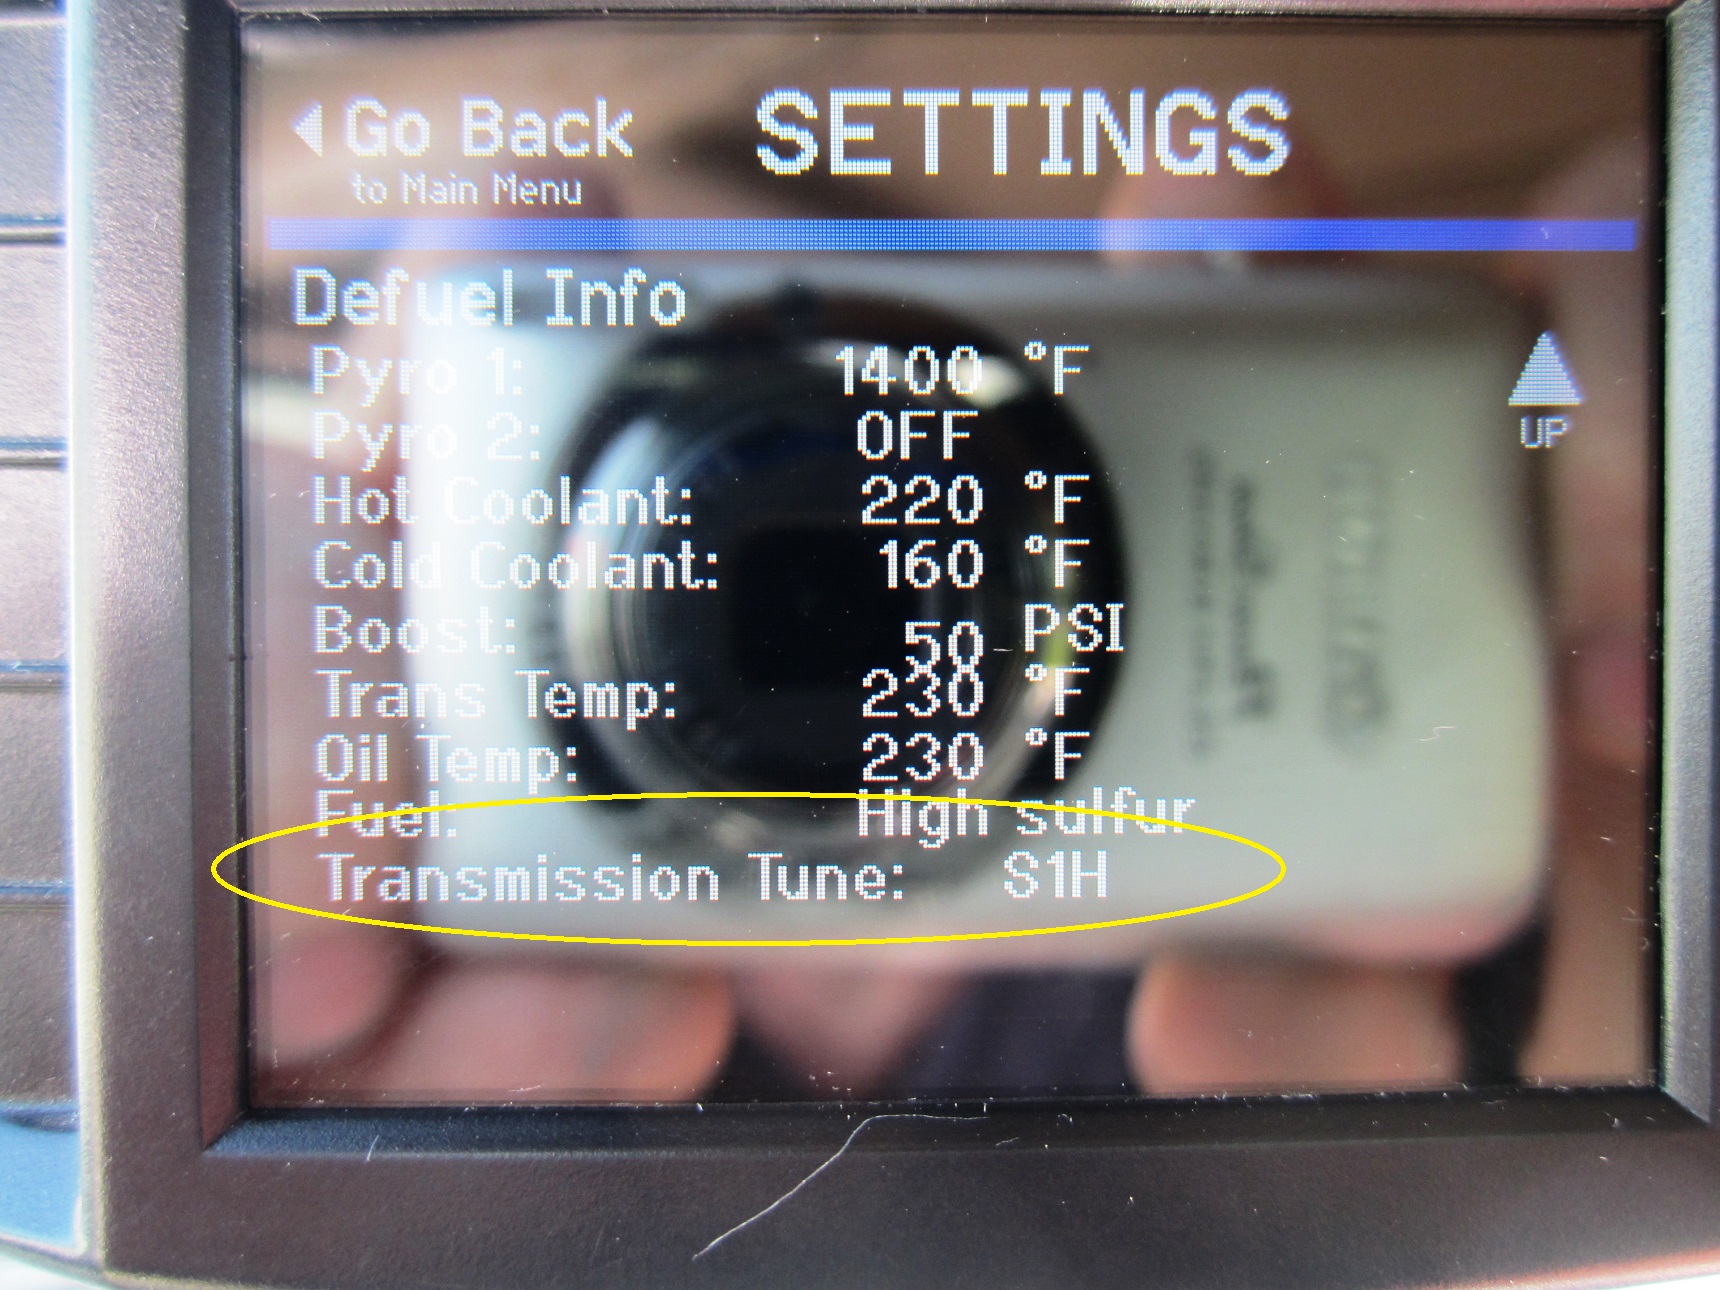 Go Back SETTINGS
to Main Menu
Defuel Info
Pyro 1: 1400 °F
Pyro 2: OFF
Hot Coolant: 220 °F
Cold Coolant: 160 °F
Boost: 50 PSI
Trans Temp: 230 °F
Oil Temp: 230 °F
Fuel: High sulfur
Transmission Tune: S1H
UP